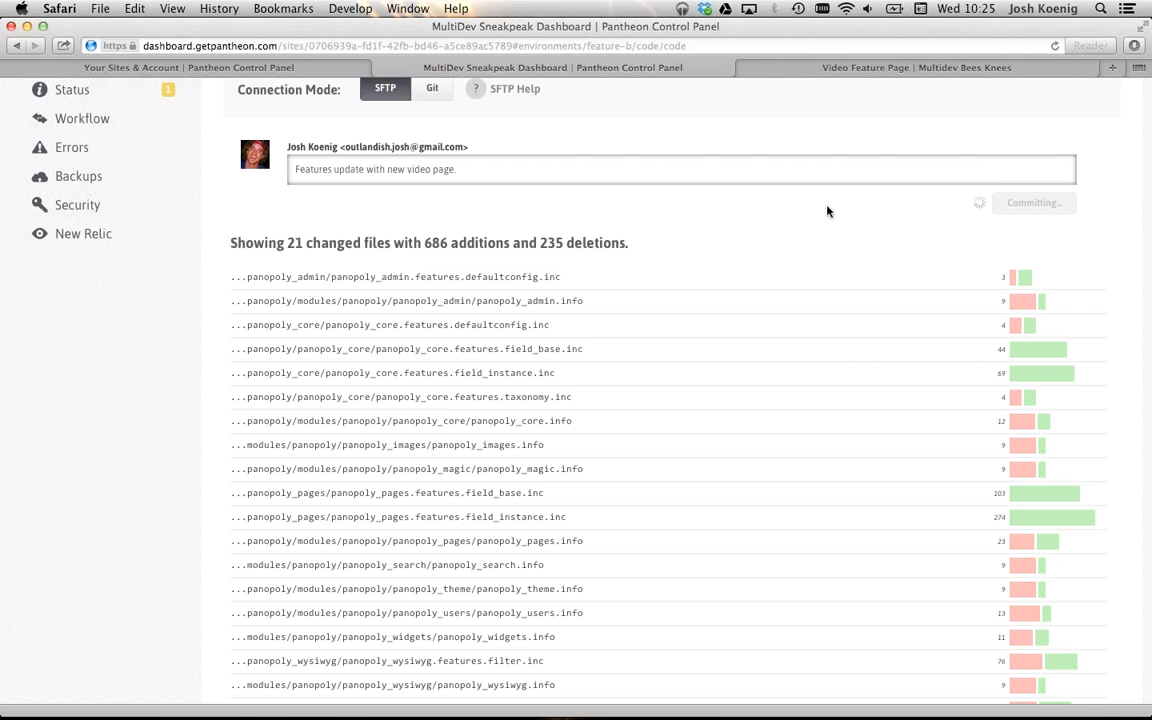 Safari File Edit View History Bookmarks Develop Window Help Wed 10:25 Josh Koenig
MultiDev Sneakpeak Dashboard | Pantheon Control Panel
https dashboard.getpantheon.com/sites/0706939a-fd1f-42fb-bd46-a5ce89ac5789#environments/feature-b/code/code Reader
Your Sites & Account | Pantheon Control Panel MultiDev Sneakpeak Dashboard | Pantheon Control Panel Video Feature Page | Multidev Bees Knees
Status 1
Workflow
Errors
Backups
Security
New Relic
Connection Mode: SFTP Git ? SFTP Help
Josh Koenig <outlandish.josh@gmail.com>
Features update with new video page.
Committing...
Showing 21 changed files with 686 additions and 235 deletions.
...panopoly_admin/panopoly_admin.features.defaultconfig.inc 3
...panopoly/modules/panopoly/panopoly_admin/panopoly_admin.info 9
...panopoly_core/panopoly_core.features.defaultconfig.inc 4
...panopoly/panopoly_core/panopoly_core.features.field_base.inc 44
...panopoly_core/panopoly_core.features.field_instance.inc 69
...panopoly/panopoly_core/panopoly_core.features.taxonomy.inc 4
...panopoly/modules/panopoly/panopoly_core/panopoly_core.info 12
...modules/panopoly/panopoly_images/panopoly_images.info 9
...panopoly/modules/panopoly/panopoly_magic/panopoly_magic.info 9
...panopoly_pages/panopoly_pages.features.field_base.inc 103
...panopoly_pages/panopoly_pages.features.field_instance.inc 274
...panopoly/modules/panopoly/panopoly_pages/panopoly_pages.info 23
...modules/panopoly/panopoly_search/panopoly_search.info 9
...panopoly/modules/panopoly/panopoly_theme/panopoly_theme.info 9
...panopoly/modules/panopoly/panopoly_users/panopoly_users.info 13
...modules/panopoly/panopoly_widgets/panopoly_widgets.info 11
...panopoly_wysiwyg/panopoly_wysiwyg.features.filter.inc 76
...modules/panopoly/panopoly_wysiwyg/panopoly_wysiwyg.info 9